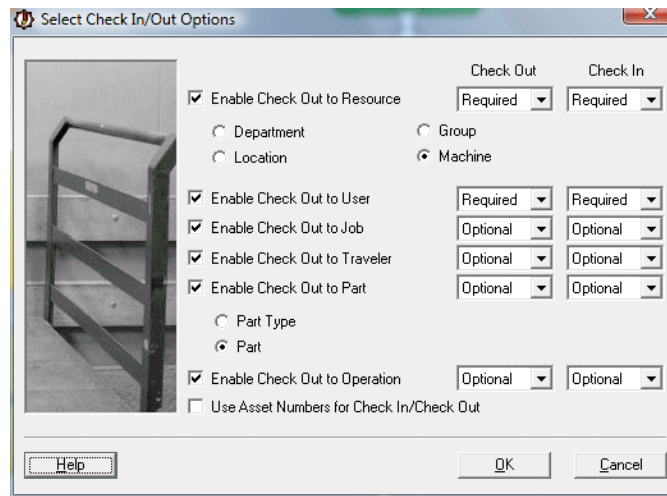 Select Check In/Out Options
Check Out Check In
Enable Check Out to Resource Required Required
Department Group
Location Machine
Enable Check Out to User Required Required
Enable Check Out to Job Optional Optional
Enable Check Out to Traveler Optional Optional
Enable Check Out to Part Optional Optional
Part Type
Part
Enable Check Out to Operation Optional Optional
Use Asset Numbers for Check In/Check Out
Help OK Cancel